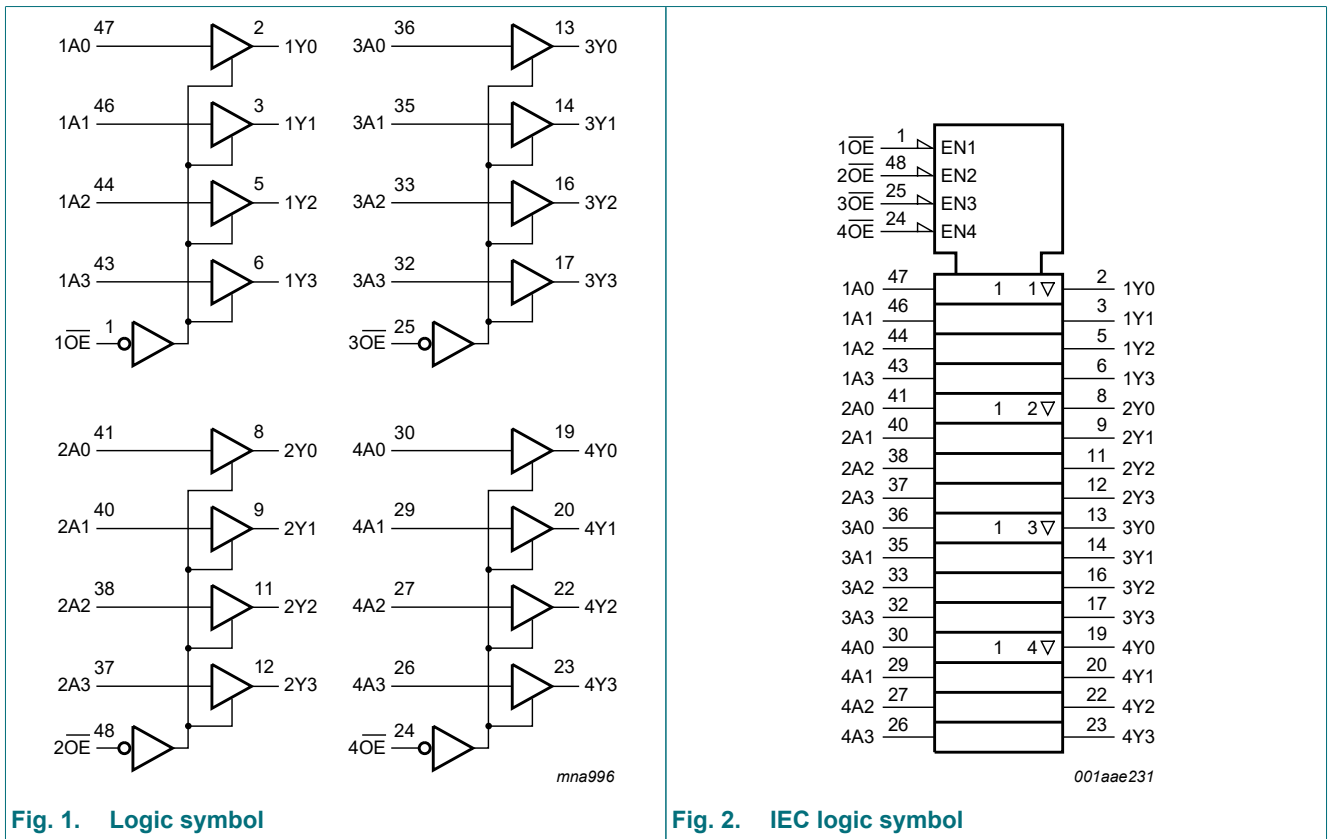 47
2
1A0
1Y0
46
3
1A1
1Y1
44
5
1A2
1Y2
43
6
1A3
1Y3
1
1O̅E̅
36
13
3A0
3Y0
35
14
3A1
3Y1
33
16
3A2
3Y2
32
17
3A3
3Y3
25
3O̅E̅
41
8
2A0
2Y0
40
9
2A1
2Y1
38
11
2A2
2Y2
37
12
2A3
2Y3
48
2O̅E̅
30
19
4A0
4Y0
29
20
4A1
4Y1
27
22
4A2
4Y2
26
23
4A3
4Y3
24
4O̅E̅
mna996
Fig. 1. Logic symbol
1O̅E̅ 1 EN1
2O̅E̅ 48 EN2
3O̅E̅ 25 EN3
4O̅E̅ 24 EN4
1A0 47 1 1▽ 2 1Y0
1A1 46 3 1Y1
1A2 44 5 1Y2
1A3 43 6 1Y3
2A0 41 1 2▽ 8 2Y0
2A1 40 9 2Y1
2A2 38 11 2Y2
2A3 37 12 2Y3
3A0 36 1 3▽ 13 3Y0
3A1 35 14 3Y1
3A2 33 16 3Y2
3A3 32 17 3Y3
4A0 30 1 4▽ 19 4Y0
4A1 29 20 4Y1
4A2 27 22 4Y2
4A3 26 23 4Y3
001aae231
Fig. 2. IEC logic symbol